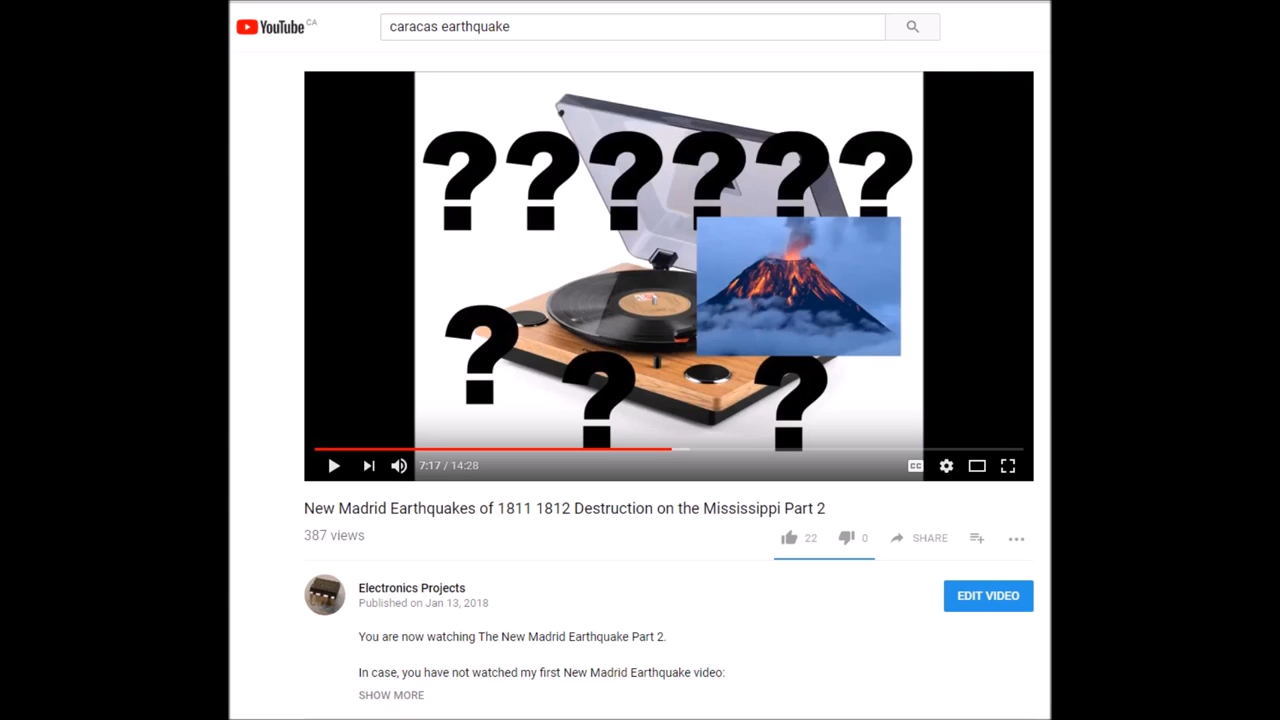 YouTube CA
caracas earthquake
? ? ? ? ? ?
?
? ?
7:17 / 14:28
CC
New Madrid Earthquakes of 1811 1812 Destruction on the Mississippi Part 2
387 views
22 0 SHARE
Electronics Projects
Published on Jan 13, 2018
EDIT VIDEO
You are now watching The New Madrid Earthquake Part 2.
In case, you have not watched my first New Madrid Earthquake video:
SHOW MORE